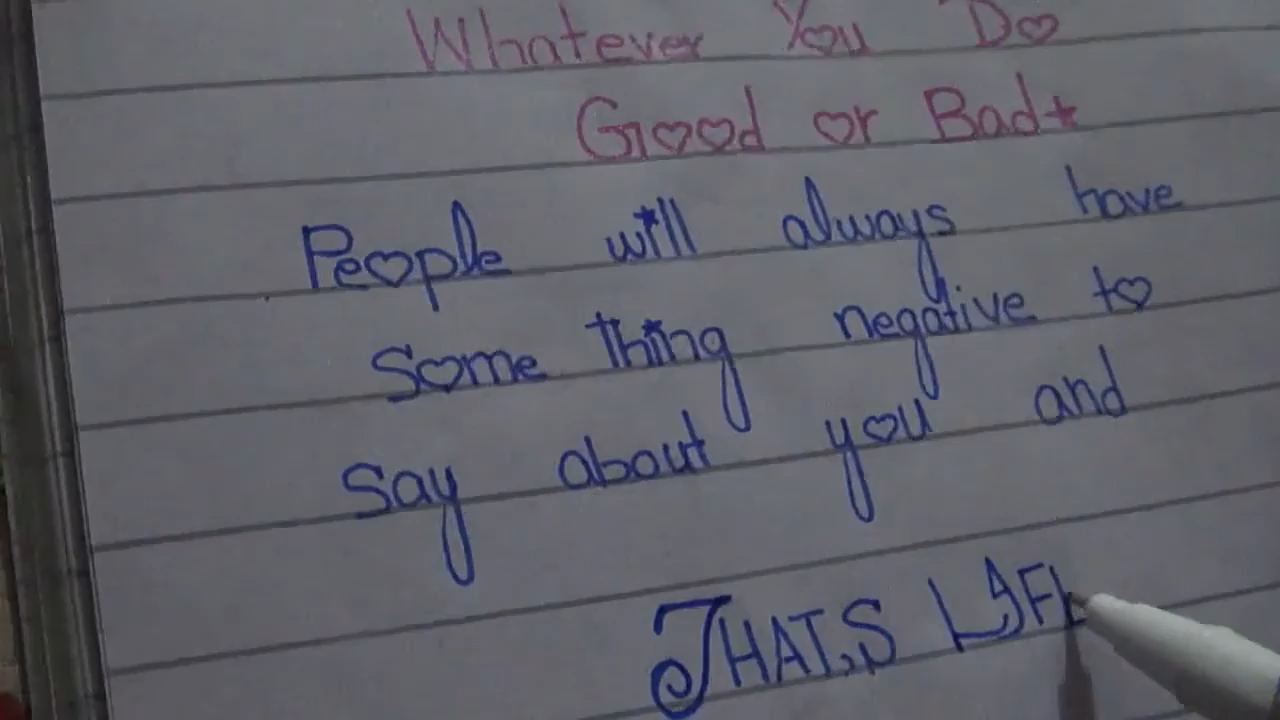 Whatever You Do
Good or Bad
People will always have
Some thing negative to
Say about you and
THAT,S LIFE